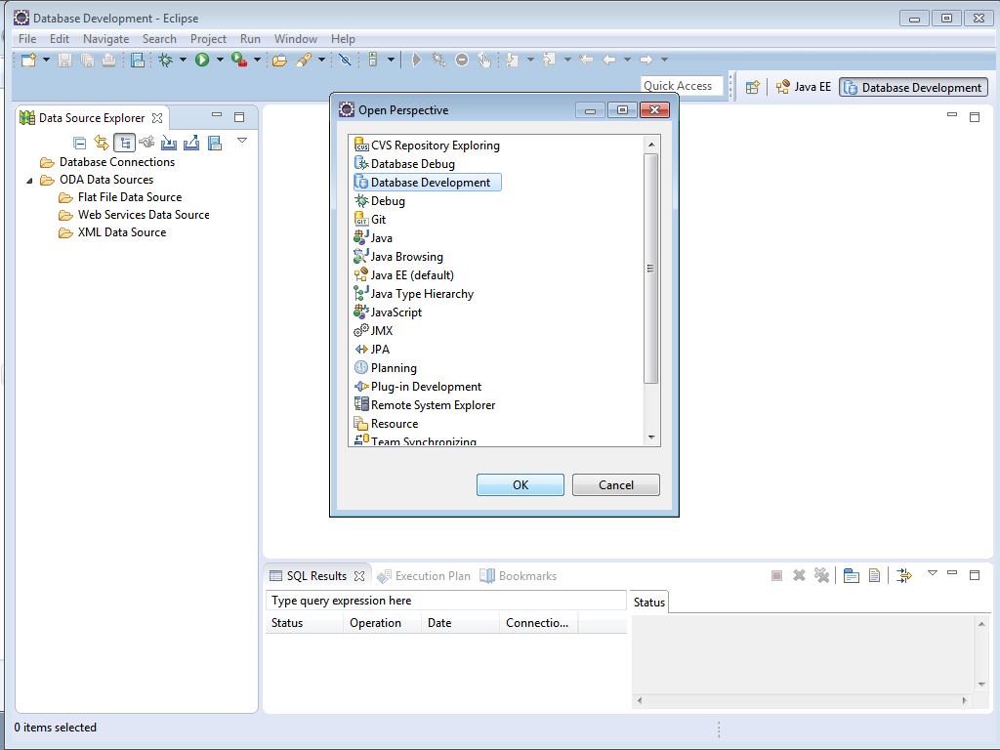 Database Development - Eclipse
File Edit Navigate Search Project Run Window Help
Quick Access
Java EE
Database Development
Data Source Explorer
Database Connections
ODA Data Sources
Flat File Data Source
Web Services Data Source
XML Data Source
Open Perspective
CVS Repository Exploring
Database Debug
Database Development
Debug
Git
Java
Java Browsing
Java EE (default)
Java Type Hierarchy
JavaScript
JMX
JPA
Planning
Plug-in Development
Remote System Explorer
Resource
Team Synchronizing
OK Cancel
SQL Results Execution Plan Bookmarks
Type query expression here
Status Operation Date Connectio...
Status
0 items selected